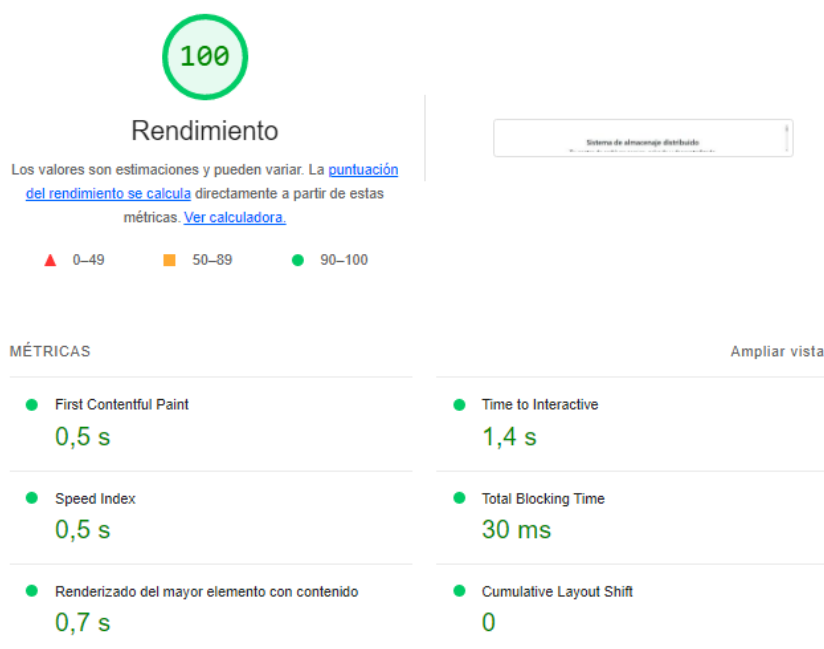 100
Rendimiento
Los valores son estimaciones y pueden variar. La puntuación
del rendimiento se calcula directamente a partir de estas
métricas. Ver calculadora.
0–49
50–89
90–100
Sistema de almacenaje distribuido
MÉTRICAS
Ampliar vista
First Contentful Paint
0,5 s
Time to Interactive
1,4 s
Speed Index
0,5 s
Total Blocking Time
30 ms
Renderizado del mayor elemento con contenido
0,7 s
Cumulative Layout Shift
0